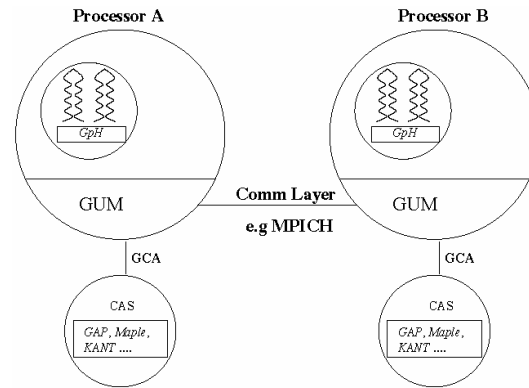 Processor A
Processor B
GpH
GpH
GUM
Comm Layer
e.g MPICH
GUM
GCA
GCA
CAS
GAP, Maple,
KANT ....
CAS
GAP, Maple,
KANT ....